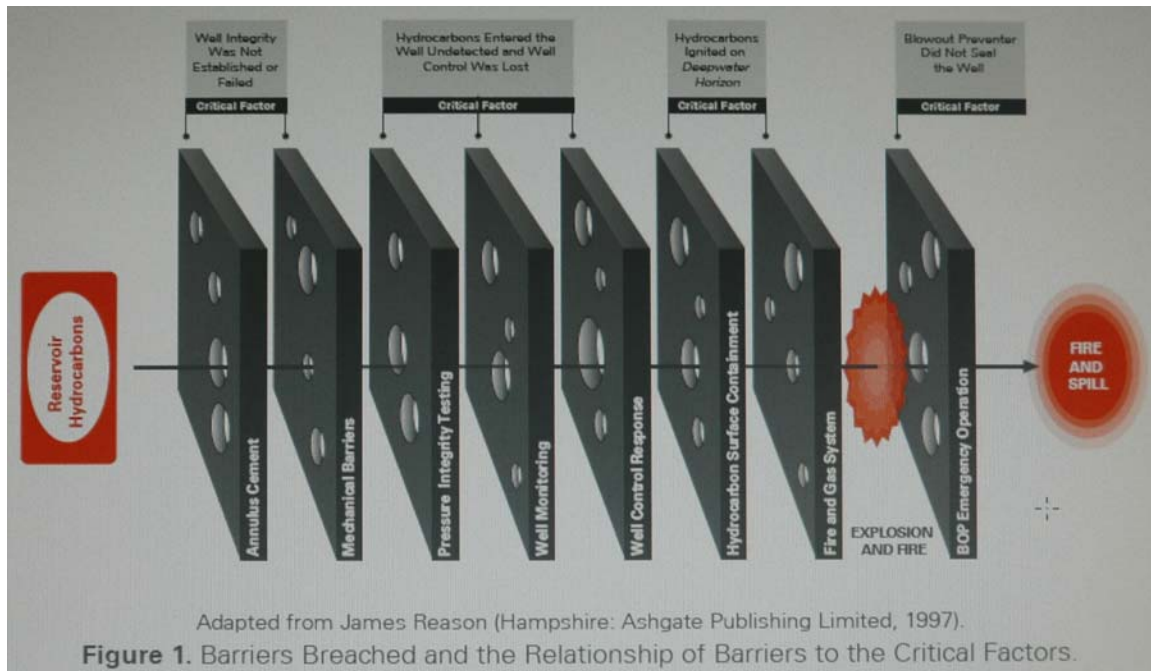 Well Integrity
Was Not
Established or
Failed
Critical Factor
Hydrocarbons Entered the
Well Undetected and Well
Control Was Lost
Critical Factor
Hydrocarbons
Ignited on
Deepwater
Horizon
Critical Factor
Blowout Preventer
Did Not Seal
the Well
Critical Factor
Reservoir
Hydrocarbons
Annulus Cement
Mechanical Barriers
Pressure Integrity Testing
Well Monitoring
Well Control Response
Hydrocarbon Surface Containment
Fire and Gas System
EXPLOSION
AND FIRE
BOP Emergency Operation
FIRE
AND
SPILL
Adapted from James Reason (Hampshire: Ashgate Publishing Limited, 1997).
Figure 1. Barriers Breached and the Relationship of Barriers to the Critical Factors.